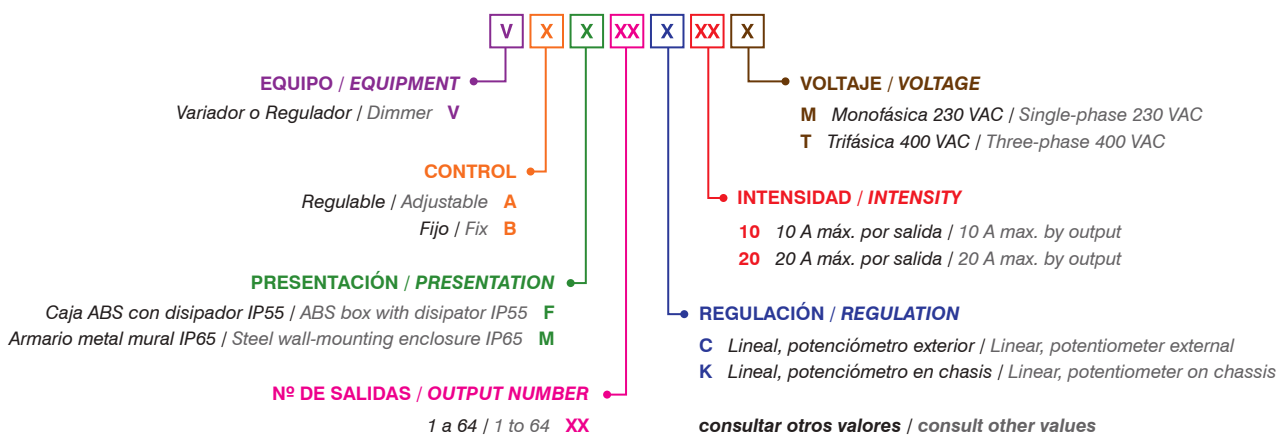 V X X XX X XX X
EQUIPO / EQUIPMENT
Variador o Regulador / Dimmer V
CONTROL
Regulable / Adjustable A
Fijo / Fix B
PRESENTACIÓN / PRESENTATION
Caja ABS con disipador IP55 / ABS box with disipator IP55 F
Armario metal mural IP65 / Steel wall-mounting enclosure IP65 M
Nº DE SALIDAS / OUTPUT NUMBER
1 a 64 / 1 to 64 XX
VOLTAJE / VOLTAGE
M Monofásica 230 VAC / Single-phase 230 VAC
T Trifásica 400 VAC / Three-phase 400 VAC
INTENSIDAD / INTENSITY
10 10 A máx. por salida / 10 A max. by output
20 20 A máx. por salida / 20 A max. by output
REGULACIÓN / REGULATION
C Lineal, potenciómetro exterior / Linear, potentiometer external
K Lineal, potenciómetro en chasis / Linear, potentiometer on chassis
consultar otros valores / consult other values